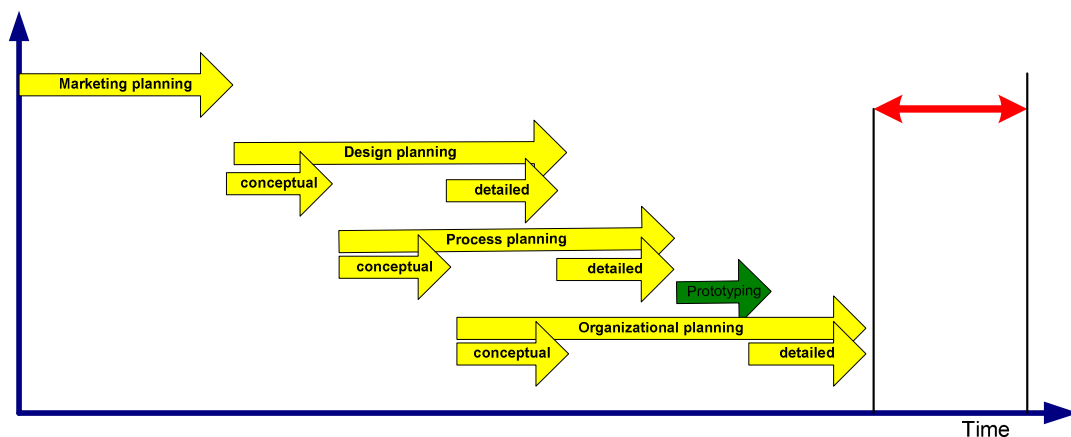 Marketing planning
Design planning
conceptual
detailed
Process planning
conceptual
detailed
Prototyping
Organizational planning
conceptual
detailed
Time